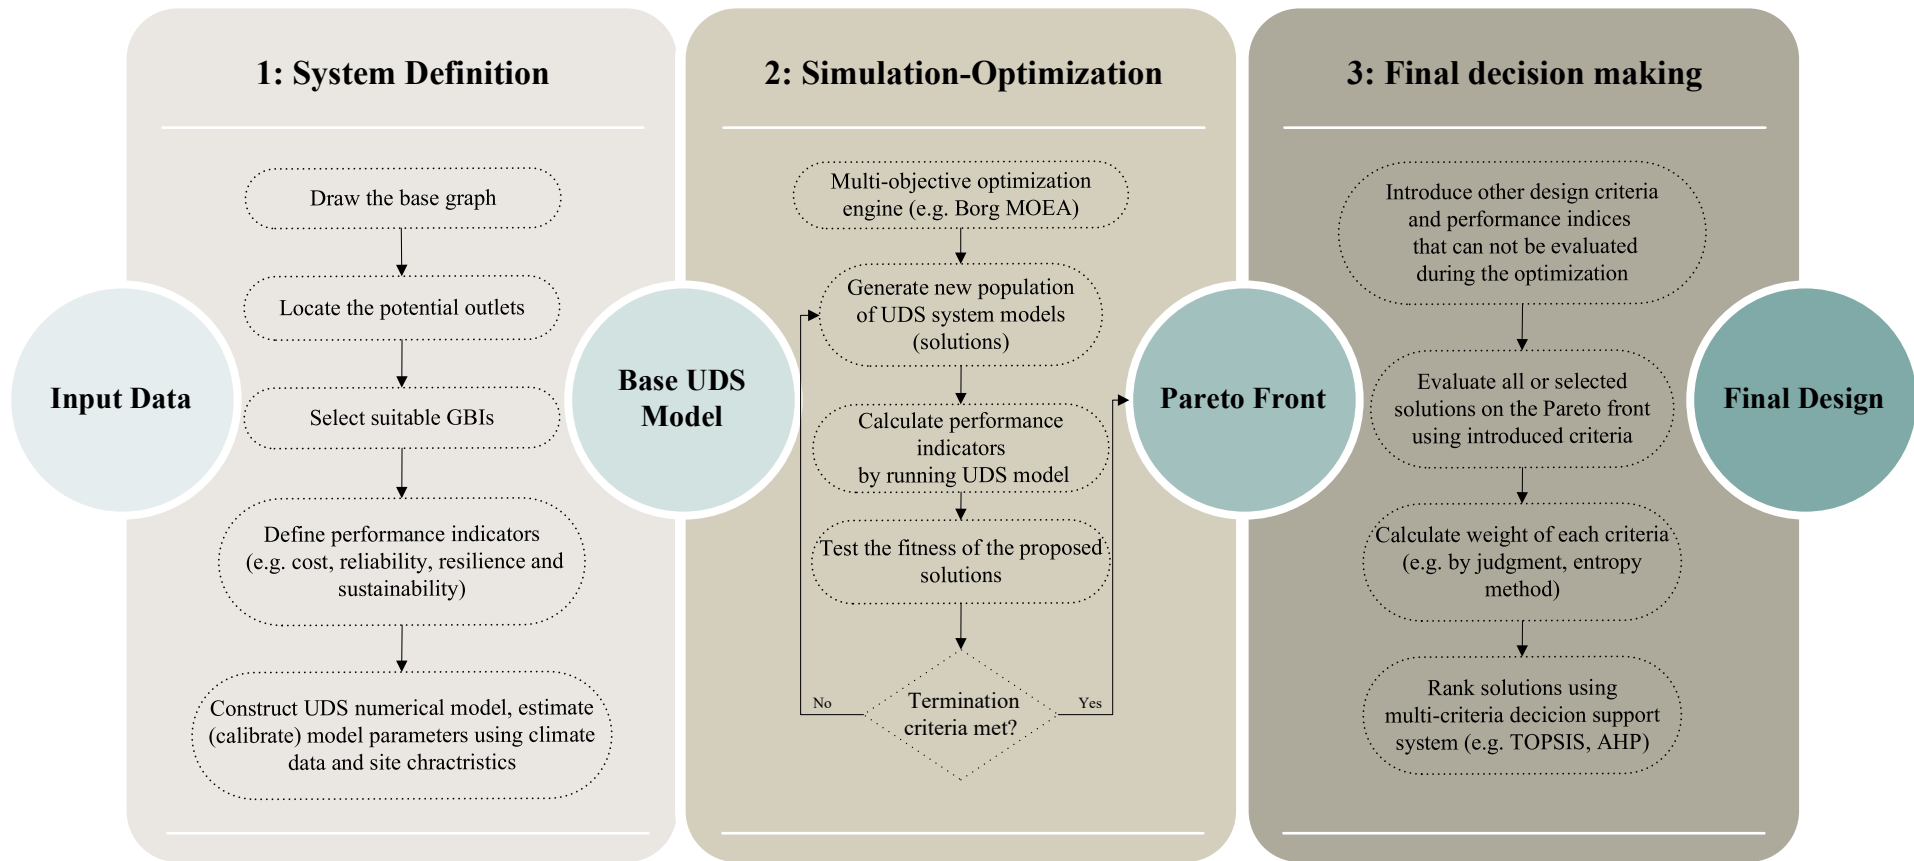 1: System Definition
Draw the base graph
Locate the potential outlets
Select suitable GBIs
Define performance indicators
(e.g. cost, reliability, resilience and
sustainability)
Construct UDS numerical model, estimate
(calibrate) model parameters using climate
data and site chractristics
Input Data
Base UDS
Model
2: Simulation-Optimization
Multi-objective optimization
engine (e.g. Borg MOEA)
Generate new population
of UDS system models
(solutions)
Calculate performance
indicators
by running UDS model
Test the fitness of the proposed
solutions
Termination
criteria met?
No
Yes
Pareto Front
3: Final decision making
Introduce other design criteria
and performance indices
that can not be evaluated
during the optimization
Evaluate all or selected
solutions on the Pareto front
using introduced criteria
Calculate weight of each criteria
(e.g. by judgment, entropy
method)
Rank solutions using
multi-criteria decicion support
system (e.g. TOPSIS, AHP)
Final Design